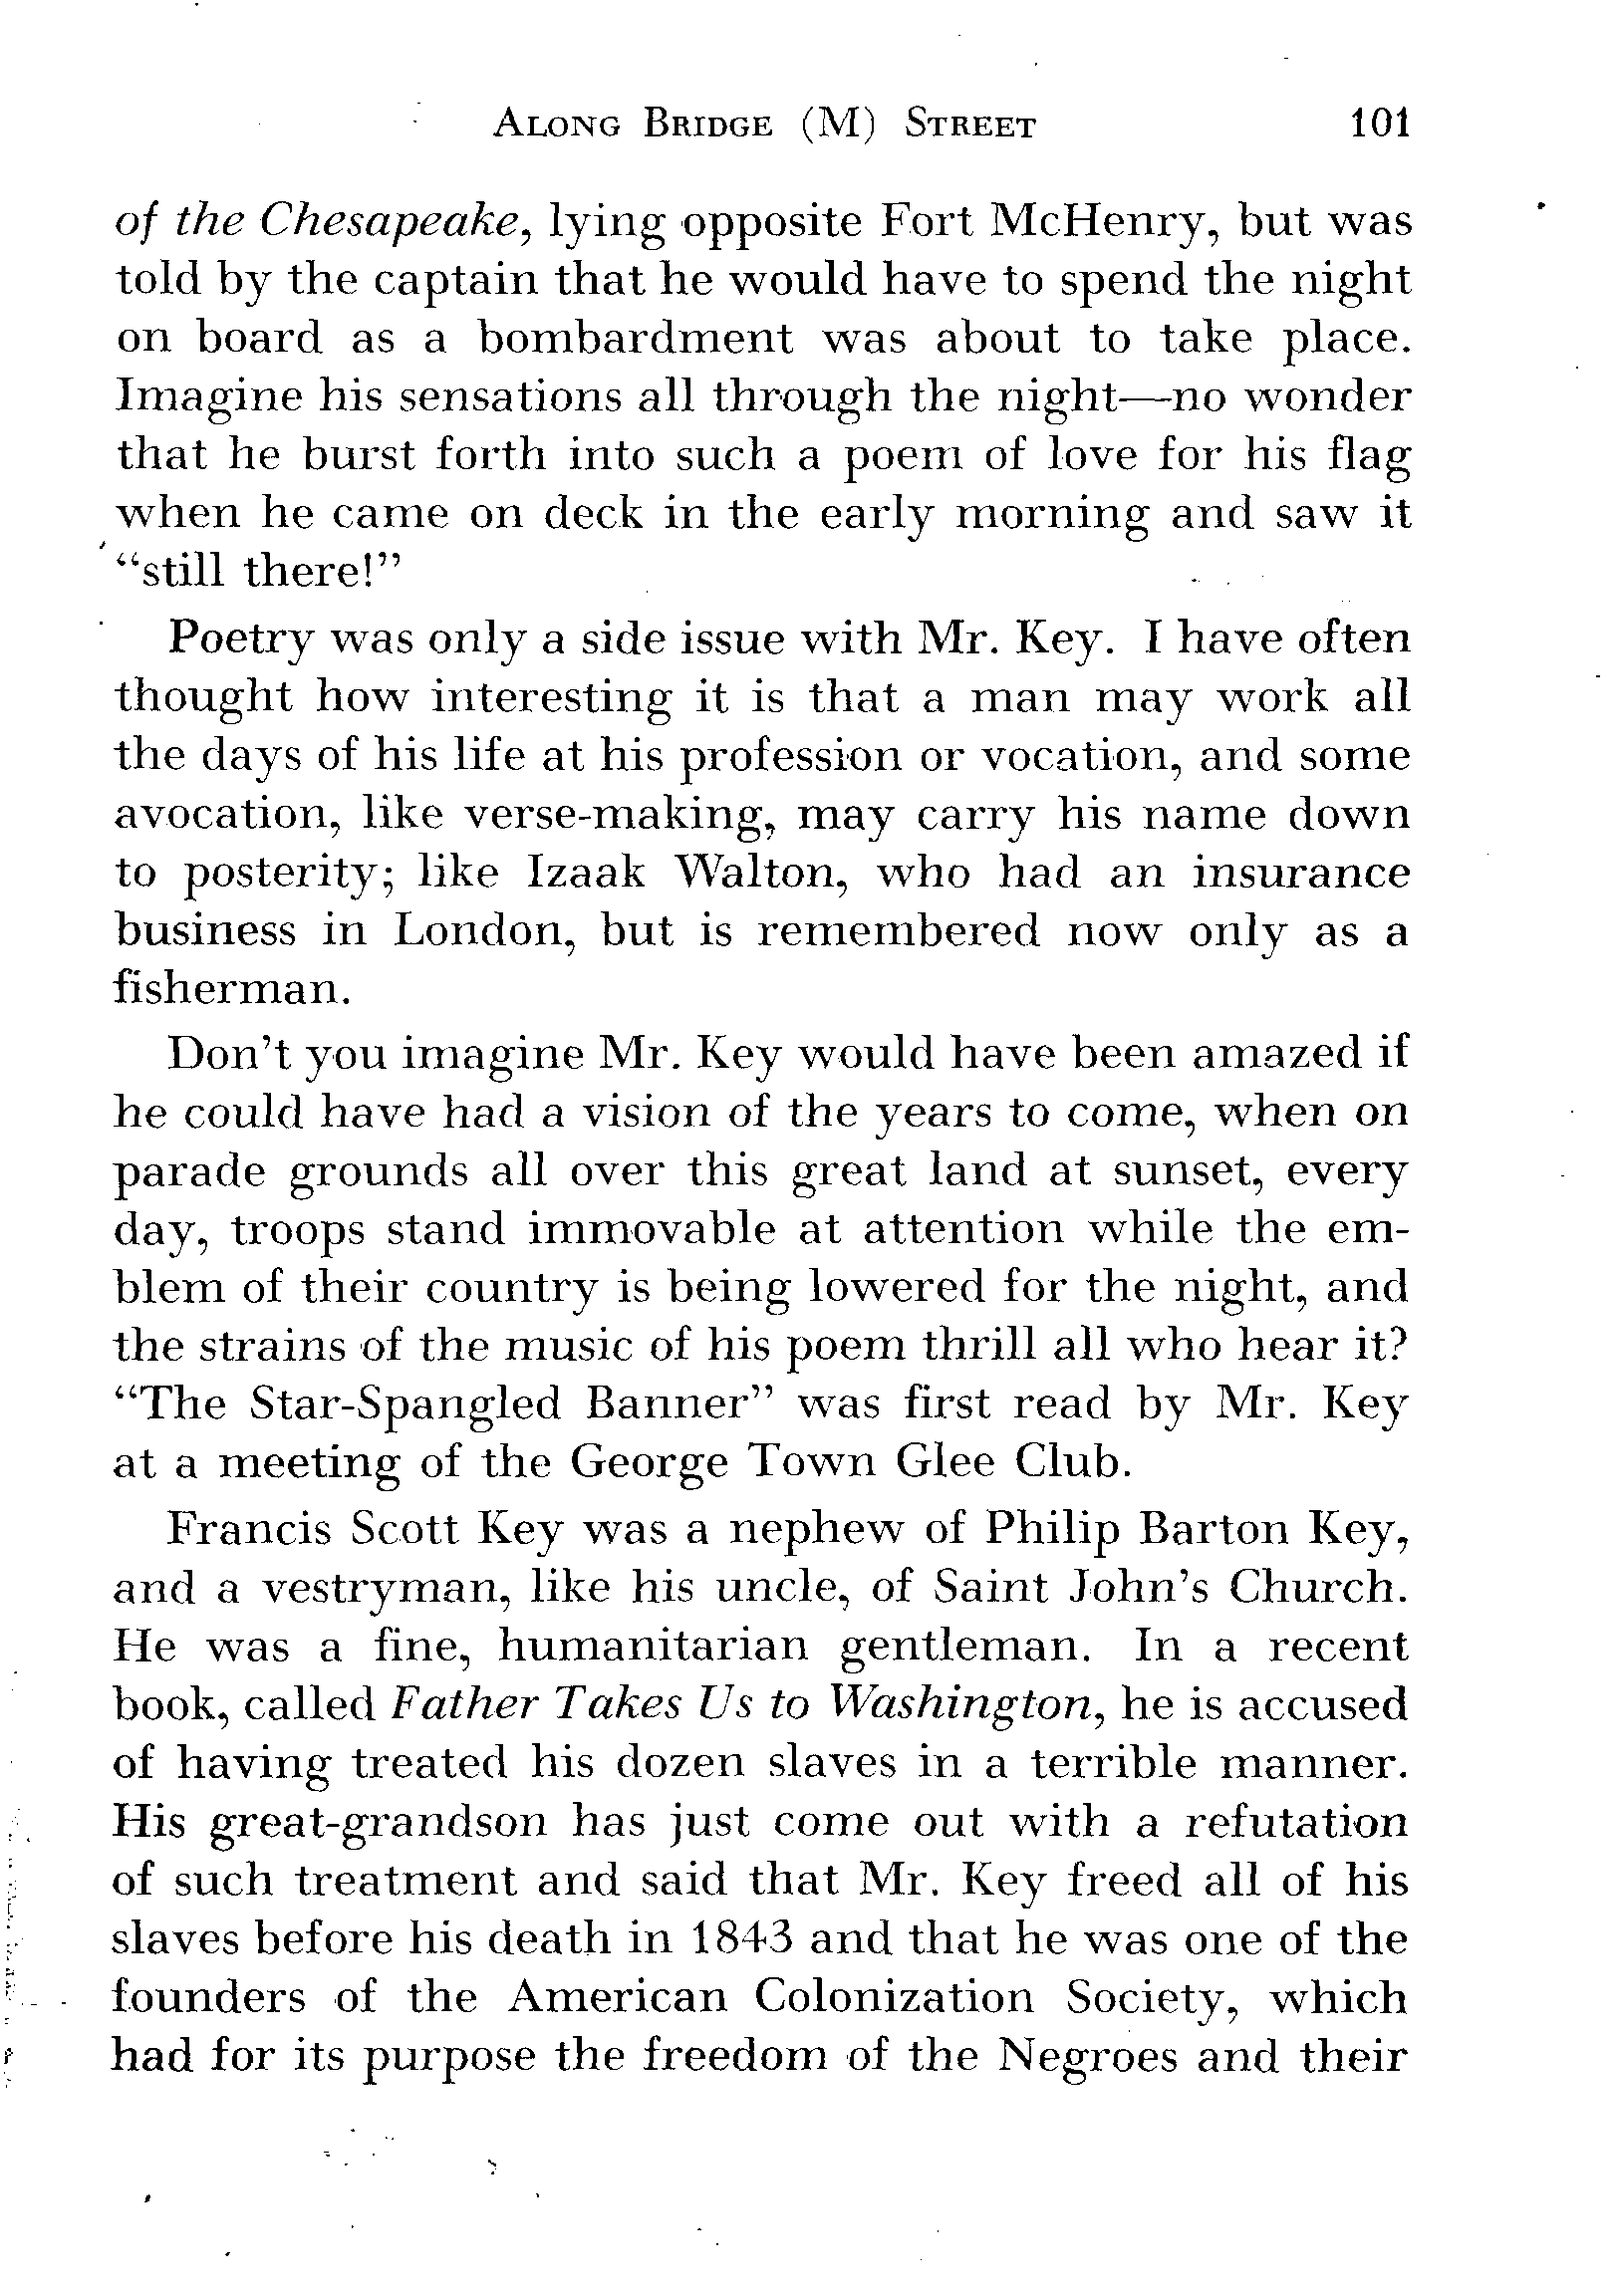 ALONG BRIDGE (M) STREET 101
of the Chesapeake, lying opposite Fort McHenry, but was
told by the captain that he would have to spend the night
on board as a bombardment was about to take place.
Imagine his sensations all through the night—no wonder
that he burst forth into such a poem of love for his flag
when he came on deck in the early morning and saw it
“still there!”
Poetry was only a side issue with Mr. Key. I have often
thought how interesting it is that a man may work all
the days of his life at his profession or vocation, and some
avocation, like verse-making, may carry his name down
to posterity; like Izaak Walton, who had an insurance
business in London, but is remembered now only as a
fisherman.
Don't you imagine Mr. Key would have been amazed if
he could have had a vision of the years to come, when on
parade grounds all over this great land at sunset, every
day, troops stand immovable at attention while the em-
blem of their country is being lowered for the night, and
the strains of the music of his poem thrill all who hear it?
“The Star-Spangled Banner” was first read by Mr. Key
at a meeting of the George Town Glee Club.
Francis Scott Key was a nephew of Philip Barton Key,
and a vestryman, like his uncle, of Saint John's Church.
He was a fine, humanitarian gentleman. In a recent
book, called Father Takes Us to Washington, he is accused
of having treated his dozen slaves in a terrible manner.
His great-grandson has just come out with a refutation
of such treatment and said that Mr. Key freed all of his
slaves before his death in 1843 and that he was one of the
founders of the American Colonization Society, which
had for its purpose the freedom of the Negroes and their